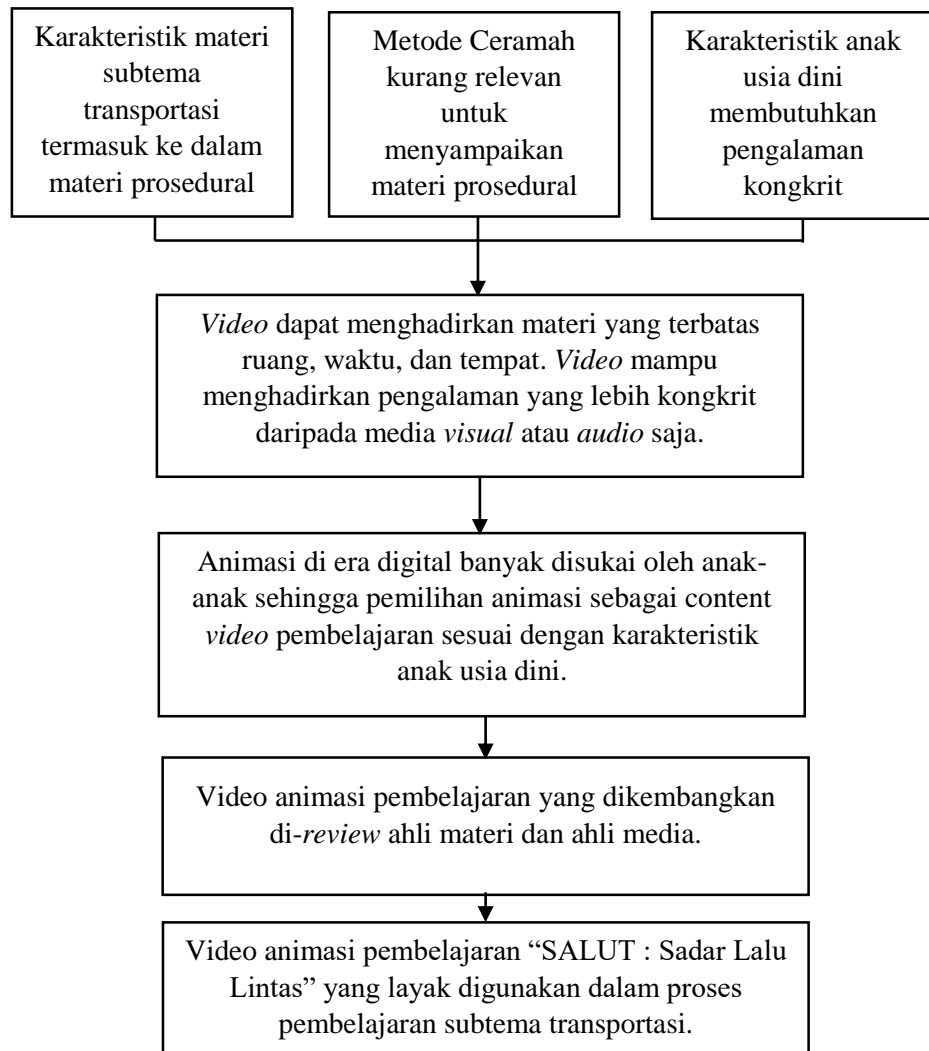 Karakteristik materi
subtema
transportasi
termasuk ke dalam
materi prosedural
Metode Ceramah
kurang relevan
untuk
menyampaikan
materi prosedural
Karakteristik anak
usia dini
membutuhkan
pengalaman
kongkrit
Video dapat menghadirkan materi yang terbatas
ruang, waktu, dan tempat. Video mampu
menghadirkan pengalaman yang lebih kongkrit
daripada media visual atau audio saja.
Animasi di era digital banyak disukai oleh anak-
anak sehingga pemilihan animasi sebagai content
video pembelajaran sesuai dengan karakteristik
anak usia dini.
Video animasi pembelajaran yang dikembangkan
di-review ahli materi dan ahli media.
Video animasi pembelajaran “SALUT : Sadar Lalu
Lintas” yang layak digunakan dalam proses
pembelajaran subtema transportasi.